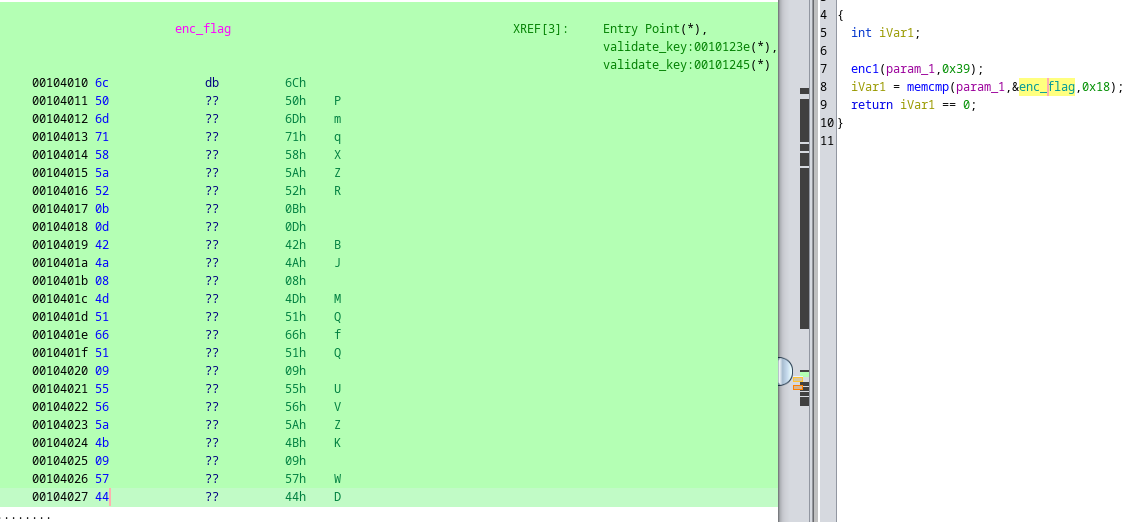 enc_flag XREF[3]: Entry Point(*),
validate_key:0010123e(*),
validate_key:00101245(*)
00104010 6c db 6Ch
00104011 50 ?? 50h P
00104012 6d ?? 6Dh m
00104013 71 ?? 71h q
00104014 58 ?? 58h X
00104015 5a ?? 5Ah Z
00104016 52 ?? 52h R
00104017 0b ?? 0Bh
00104018 0d ?? 0Dh
00104019 42 ?? 42h B
0010401a 4a ?? 4Ah J
0010401b 08 ?? 08h
0010401c 4d ?? 4Dh M
0010401d 51 ?? 51h Q
0010401e 66 ?? 66h f
0010401f 51 ?? 51h Q
00104020 09 ?? 09h
00104021 55 ?? 55h U
00104022 56 ?? 56h V
00104023 5a ?? 5Ah Z
00104024 4b ?? 4Bh K
00104025 09 ?? 09h
00104026 57 ?? 57h W
00104027 44 ?? 44h D
4 {
5 int iVar1;
6
7 enc1(param_1,0x39);
8 iVar1 = memcmp(param_1,&enc_flag,0x18);
9 return iVar1 == 0;
10 }
11